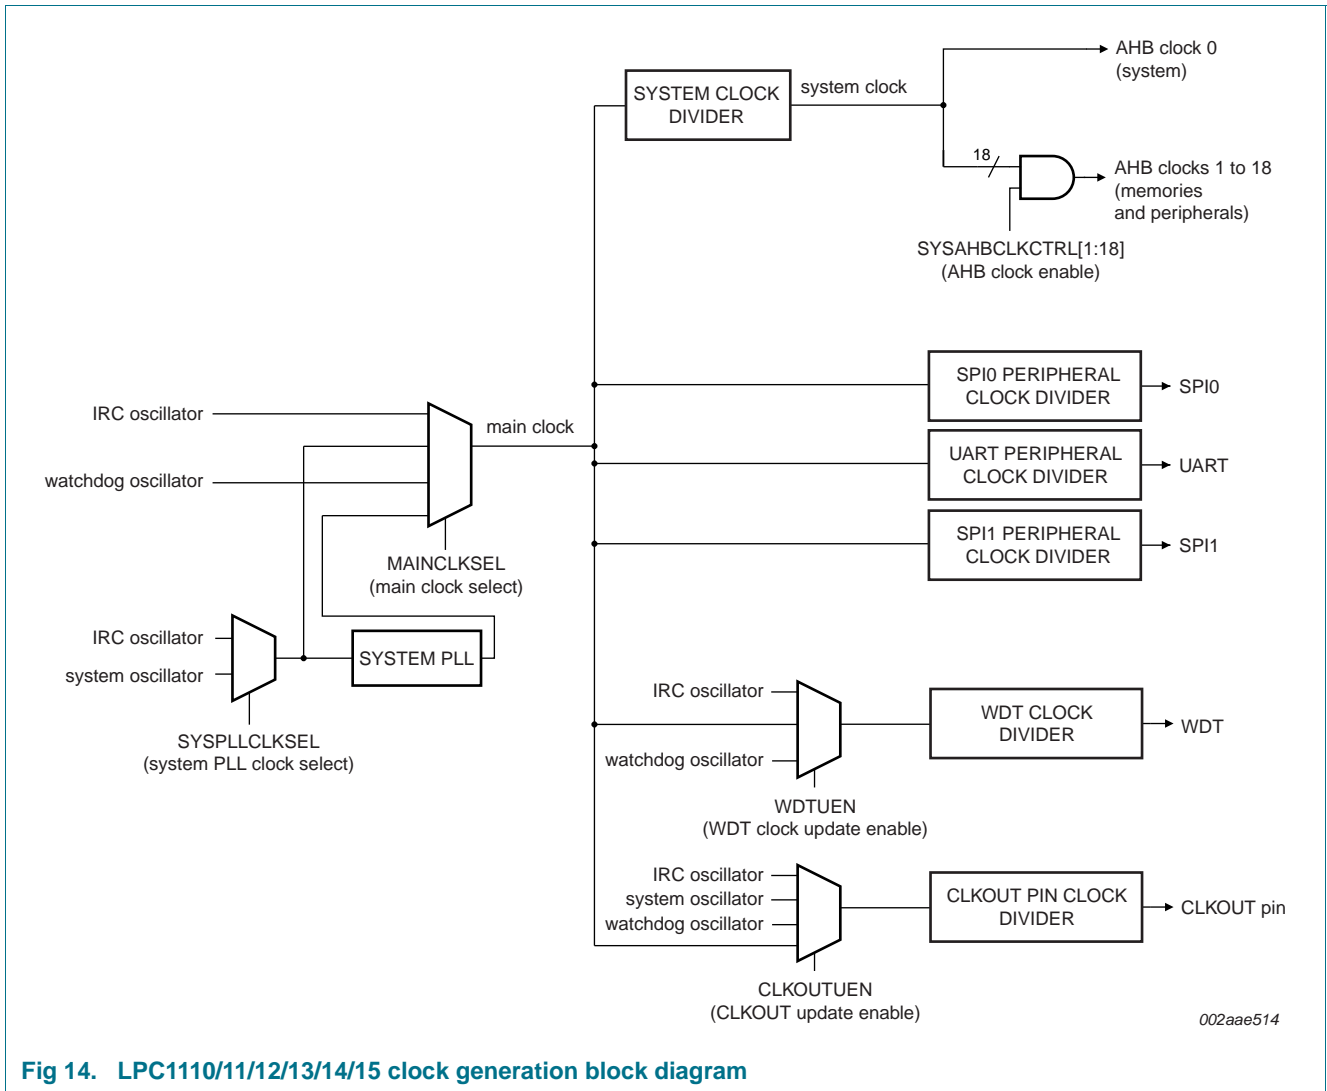 AHB clock 0
(system)
SYSTEM CLOCK
DIVIDER
system clock
18
AHB clocks 1 to 18
(memories
and peripherals)
SYSAHBCLKCTRL[1:18]
(AHB clock enable)
SPI0 PERIPHERAL
CLOCK DIVIDER
SPI0
IRC oscillator
main clock
UART PERIPHERAL
CLOCK DIVIDER
UART
watchdog oscillator
SPI1 PERIPHERAL
CLOCK DIVIDER
SPI1
MAINCLKSEL
(main clock select)
IRC oscillator
system oscillator
SYSTEM PLL
SYSPLLCLKSEL
(system PLL clock select)
IRC oscillator
watchdog oscillator
WDT CLOCK
DIVIDER
WDT
WDTUEN
(WDT clock update enable)
IRC oscillator
system oscillator
watchdog oscillator
CLKOUT PIN CLOCK
DIVIDER
CLKOUT pin
CLKOUTUEN
(CLKOUT update enable)
002aae514
Fig 14. LPC1110/11/12/13/14/15 clock generation block diagram